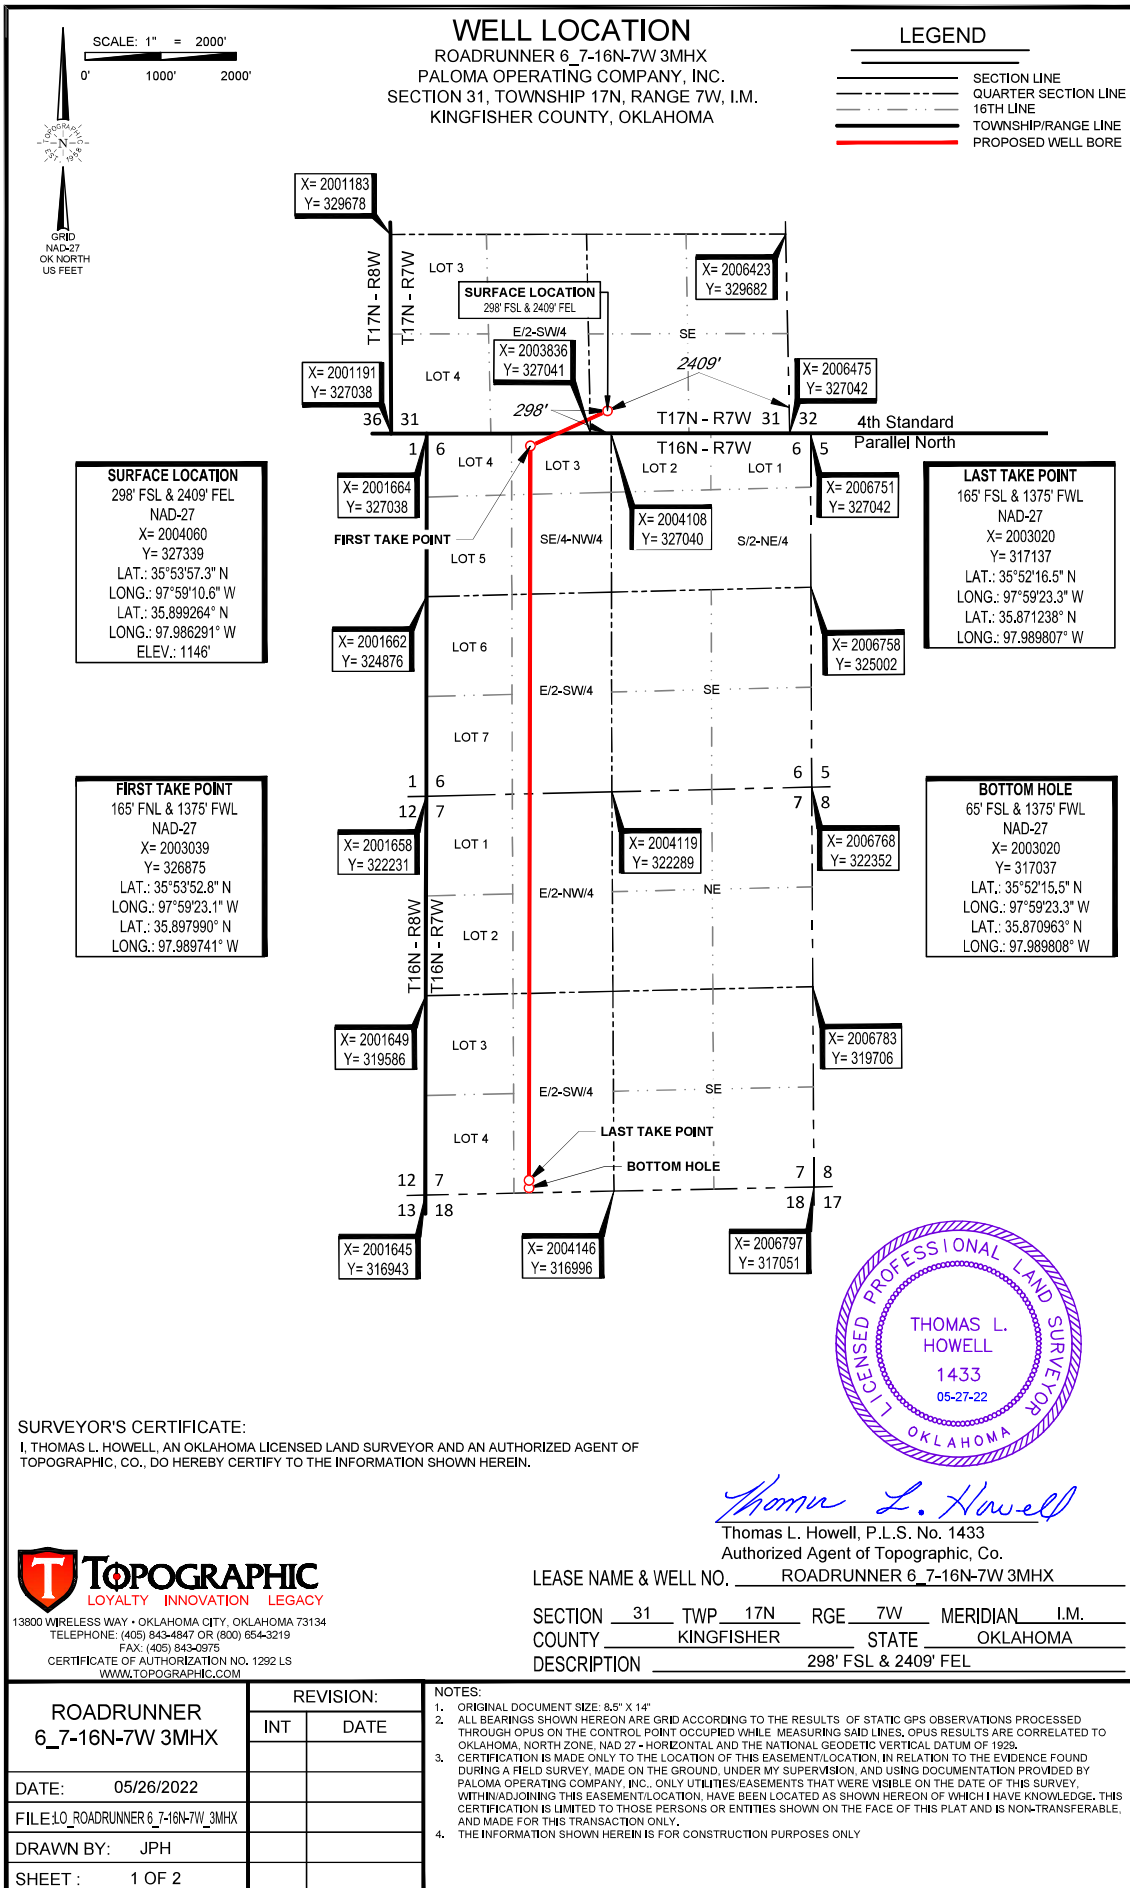 WELL LOCATION
ROADRUNNER 6_7-16N-7W 3MHX
PALOMA OPERATING COMPANY, INC.
SECTION 31, TOWNSHIP 17N, RANGE 7W, I.M.
KINGFISHER COUNTY, OKLAHOMA
SCALE: 1" = 2000'
0' 1000' 2000'
TOPOGRAPHIC
N
EST. 1958
GRID
NAD-27
OK NORTH
US FEET
LEGEND
SECTION LINE
QUARTER SECTION LINE
16TH LINE
TOWNSHIP/RANGE LINE
PROPOSED WELL BORE
X= 2001183
Y= 329678
T17N - R8W
T17N - R7W
LOT 3
SURFACE LOCATION
298' FSL & 2409' FEL
X= 2006423
Y= 329682
E/2-SW/4
SE
X= 2003836
Y= 327041
2409'
X= 2001191
Y= 327038
LOT 4
X= 2006475
Y= 327042
298'
36 31
T17N - R7W 31 32
4th Standard
Parallel North
T16N - R7W
1 6
6 5
LOT 4
LOT 3
LOT 2
LOT 1
X= 2001664
Y= 327038
X= 2006751
Y= 327042
X= 2004108
Y= 327040
FIRST TAKE POINT
SE/4-NW/4
S/2-NE/4
LOT 5
SURFACE LOCATION
298' FSL & 2409' FEL
NAD-27
X= 2004060
Y= 327339
LAT.: 35°53'57.3" N
LONG.: 97°59'10.6" W
LAT.: 35.899264° N
LONG.: 97.986291° W
ELEV.: 1146'
LAST TAKE POINT
165' FSL & 1375' FWL
NAD-27
X= 2003020
Y= 317137
LAT.: 35°52'16.5" N
LONG.: 97°59'23.3" W
LAT.: 35.871238° N
LONG.: 97.989807° W
X= 2001662
Y= 324876
LOT 6
X= 2006758
Y= 325002
E/2-SW/4
SE
LOT 7
1 6
6 5
12 7
7 8
FIRST TAKE POINT
165' FNL & 1375' FWL
NAD-27
X= 2003039
Y= 326875
LAT.: 35°53'52.8" N
LONG.: 97°59'23.1" W
LAT.: 35.897990° N
LONG.: 97.989741° W
BOTTOM HOLE
65' FSL & 1375' FWL
NAD-27
X= 2003020
Y= 317037
LAT.: 35°52'15.5" N
LONG.: 97°59'23.3" W
LAT.: 35.870963° N
LONG.: 97.989808° W
X= 2001658
Y= 322231
LOT 1
X= 2004119
Y= 322289
X= 2006768
Y= 322352
E/2-NW/4
NE
T16N - R8W
T16N - R7W
LOT 2
X= 2001649
Y= 319586
LOT 3
X= 2006783
Y= 319706
E/2-SW/4
SE
LOT 4
LAST TAKE POINT
BOTTOM HOLE
12 7
7 8
13 18
18 17
X= 2001645
Y= 316943
X= 2004146
Y= 316996
X= 2006797
Y= 317051
LICENSED PROFESSIONAL LAND SURVEYOR
THOMAS L.
HOWELL
1433
05-27-22
OKLAHOMA
SURVEYOR'S CERTIFICATE:
I, THOMAS L. HOWELL, AN OKLAHOMA LICENSED LAND SURVEYOR AND AN AUTHORIZED AGENT OF
TOPOGRAPHIC, CO., DO HEREBY CERTIFY TO THE INFORMATION SHOWN HEREIN.
Thomas L. Howell
Thomas L. Howell, P.L.S. No. 1433
Authorized Agent of Topographic, Co.
T TOPOGRAPHIC
LOYALTY INNOVATION LEGACY
13800 WIRELESS WAY • OKLAHOMA CITY, OKLAHOMA 73134
TELEPHONE: (405) 843-4847 OR (800) 654-3219
FAX: (405) 843-0975
CERTIFICATE OF AUTHORIZATION NO. 1292 LS
WWW.TOPOGRAPHIC.COM
LEASE NAME & WELL NO. ROADRUNNER 6_7-16N-7W 3MHX
SECTION 31 TWP 17N RGE 7W MERIDIAN I.M.
COUNTY KINGFISHER STATE OKLAHOMA
DESCRIPTION 298' FSL & 2409' FEL
ROADRUNNER
6_7-16N-7W 3MHX
DATE: 05/26/2022
FILE:LO_ROADRUNNER 6_7-16N-7W_3MHX
DRAWN BY: JPH
SHEET : 1 OF 2
REVISION:
INT DATE
NOTES:
1. ORIGINAL DOCUMENT SIZE: 8.5" X 14"
2. ALL BEARINGS SHOWN HEREON ARE GRID ACCORDING TO THE RESULTS OF STATIC GPS OBSERVATIONS PROCESSED
THROUGH OPUS ON THE CONTROL POINT OCCUPIED WHILE MEASURING SAID LINES. OPUS RESULTS ARE CORRELATED TO
OKLAHOMA, NORTH ZONE, NAD 27 - HORIZONTAL AND THE NATIONAL GEODETIC VERTICAL DATUM OF 1929.
3. CERTIFICATION IS MADE ONLY TO THE LOCATION OF THIS EASEMENT/LOCATION, IN RELATION TO THE EVIDENCE FOUND
DURING A FIELD SURVEY, MADE ON THE GROUND, UNDER MY SUPERVISION, AND USING DOCUMENTATION PROVIDED BY
PALOMA OPERATING COMPANY, INC.. ONLY UTILITIES/EASEMENTS THAT WERE VISIBLE ON THE DATE OF THIS SURVEY,
WITHIN/ADJOINING THIS EASEMENT/LOCATION, HAVE BEEN LOCATED AS SHOWN HEREON OF WHICH I HAVE KNOWLEDGE. THIS
CERTIFICATION IS LIMITED TO THOSE PERSONS OR ENTITIES SHOWN ON THE FACE OF THIS PLAT AND IS NON-TRANSFERABLE,
AND MADE FOR THIS TRANSACTION ONLY.
4. THE INFORMATION SHOWN HEREIN IS FOR CONSTRUCTION PURPOSES ONLY